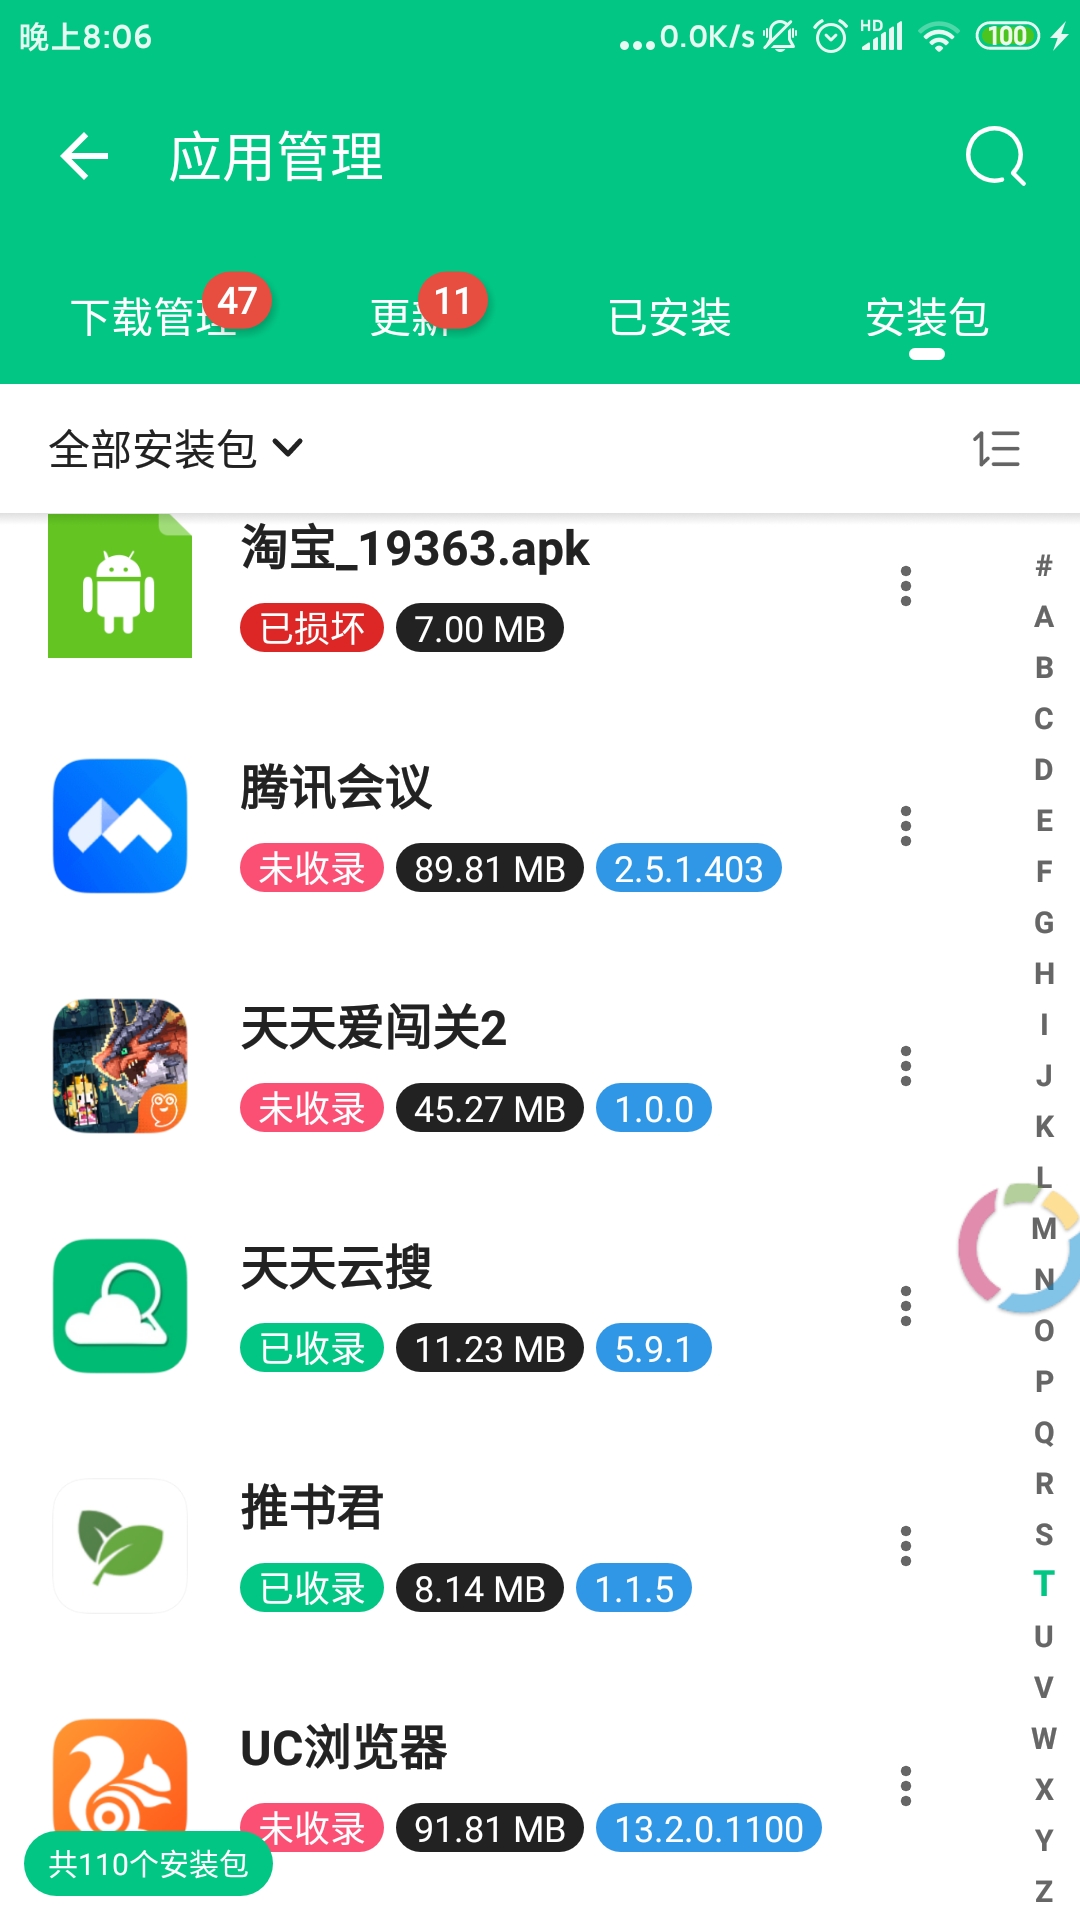 晚上8:06 ...0.0K/s HD 100
应用管理
下载管理 47 更新 11 已安装 安装包
全部安装包
淘宝_19363.apk
已损坏 7.00 MB
腾讯会议
未收录 89.81 MB 2.5.1.403
天天爱闯关2
未收录 45.27 MB 1.0.0
天天云搜
已收录 11.23 MB 5.9.1
推书君
已收录 8.14 MB 1.1.5
UC浏览器
未收录 91.81 MB 13.2.0.1100
共110个安装包
#
A
B
C
D
E
F
G
H
I
J
K
L
M
N
O
P
Q
R
S
T
U
V
W
X
Y
Z